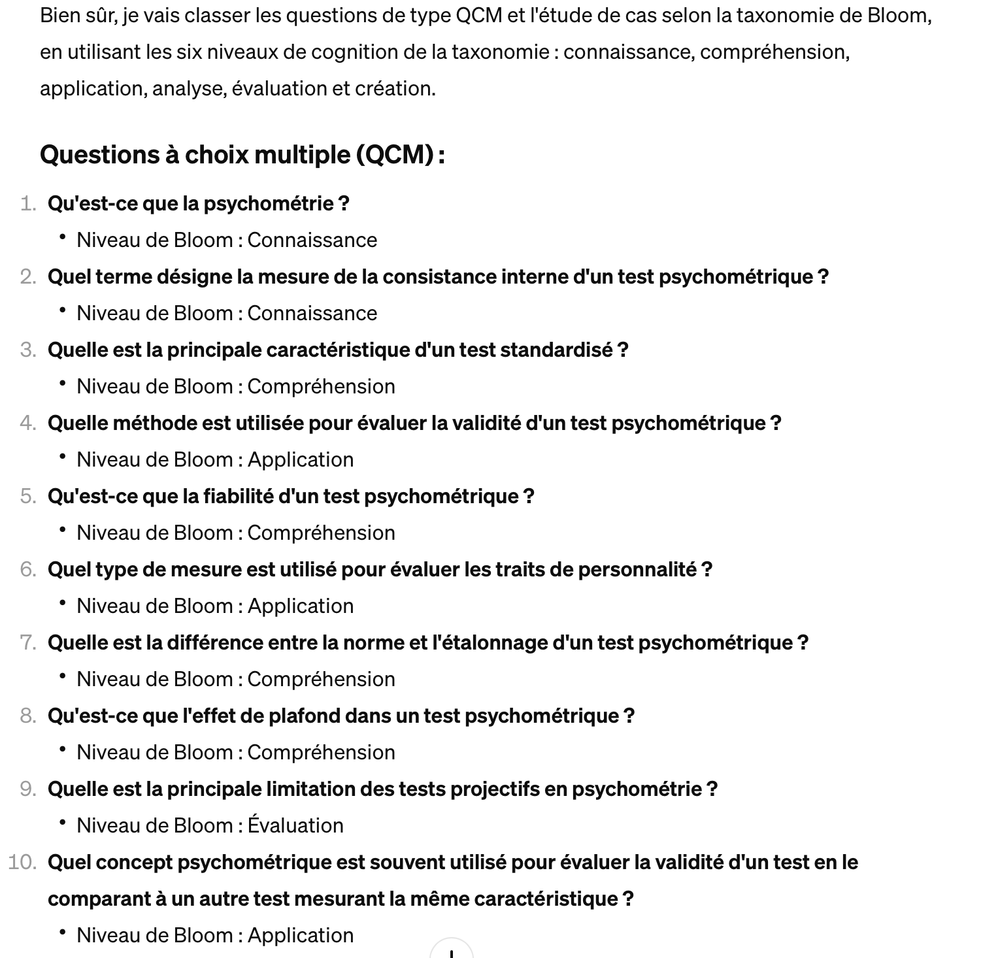 Bien sûr, je vais classer les questions de type QCM et l'étude de cas selon la taxonomie de Bloom,
en utilisant les six niveaux de cognition de la taxonomie : connaissance, compréhension,
application, analyse, évaluation et création.
Questions à choix multiple (QCM) :
1. Qu'est-ce que la psychométrie ?
• Niveau de Bloom : Connaissance
2. Quel terme désigne la mesure de la consistance interne d'un test psychométrique ?
• Niveau de Bloom : Connaissance
3. Quelle est la principale caractéristique d'un test standardisé ?
• Niveau de Bloom : Compréhension
4. Quelle méthode est utilisée pour évaluer la validité d'un test psychométrique ?
• Niveau de Bloom : Application
5. Qu'est-ce que la fiabilité d'un test psychométrique ?
• Niveau de Bloom : Compréhension
6. Quel type de mesure est utilisé pour évaluer les traits de personnalité ?
• Niveau de Bloom : Application
7. Quelle est la différence entre la norme et l'étalonnage d'un test psychométrique ?
• Niveau de Bloom : Compréhension
8. Qu'est-ce que l'effet de plafond dans un test psychométrique ?
• Niveau de Bloom : Compréhension
9. Quelle est la principale limitation des tests projectifs en psychométrie ?
• Niveau de Bloom : Évaluation
10. Quel concept psychométrique est souvent utilisé pour évaluer la validité d'un test en le
comparant à un autre test mesurant la même caractéristique ?
• Niveau de Bloom : Application